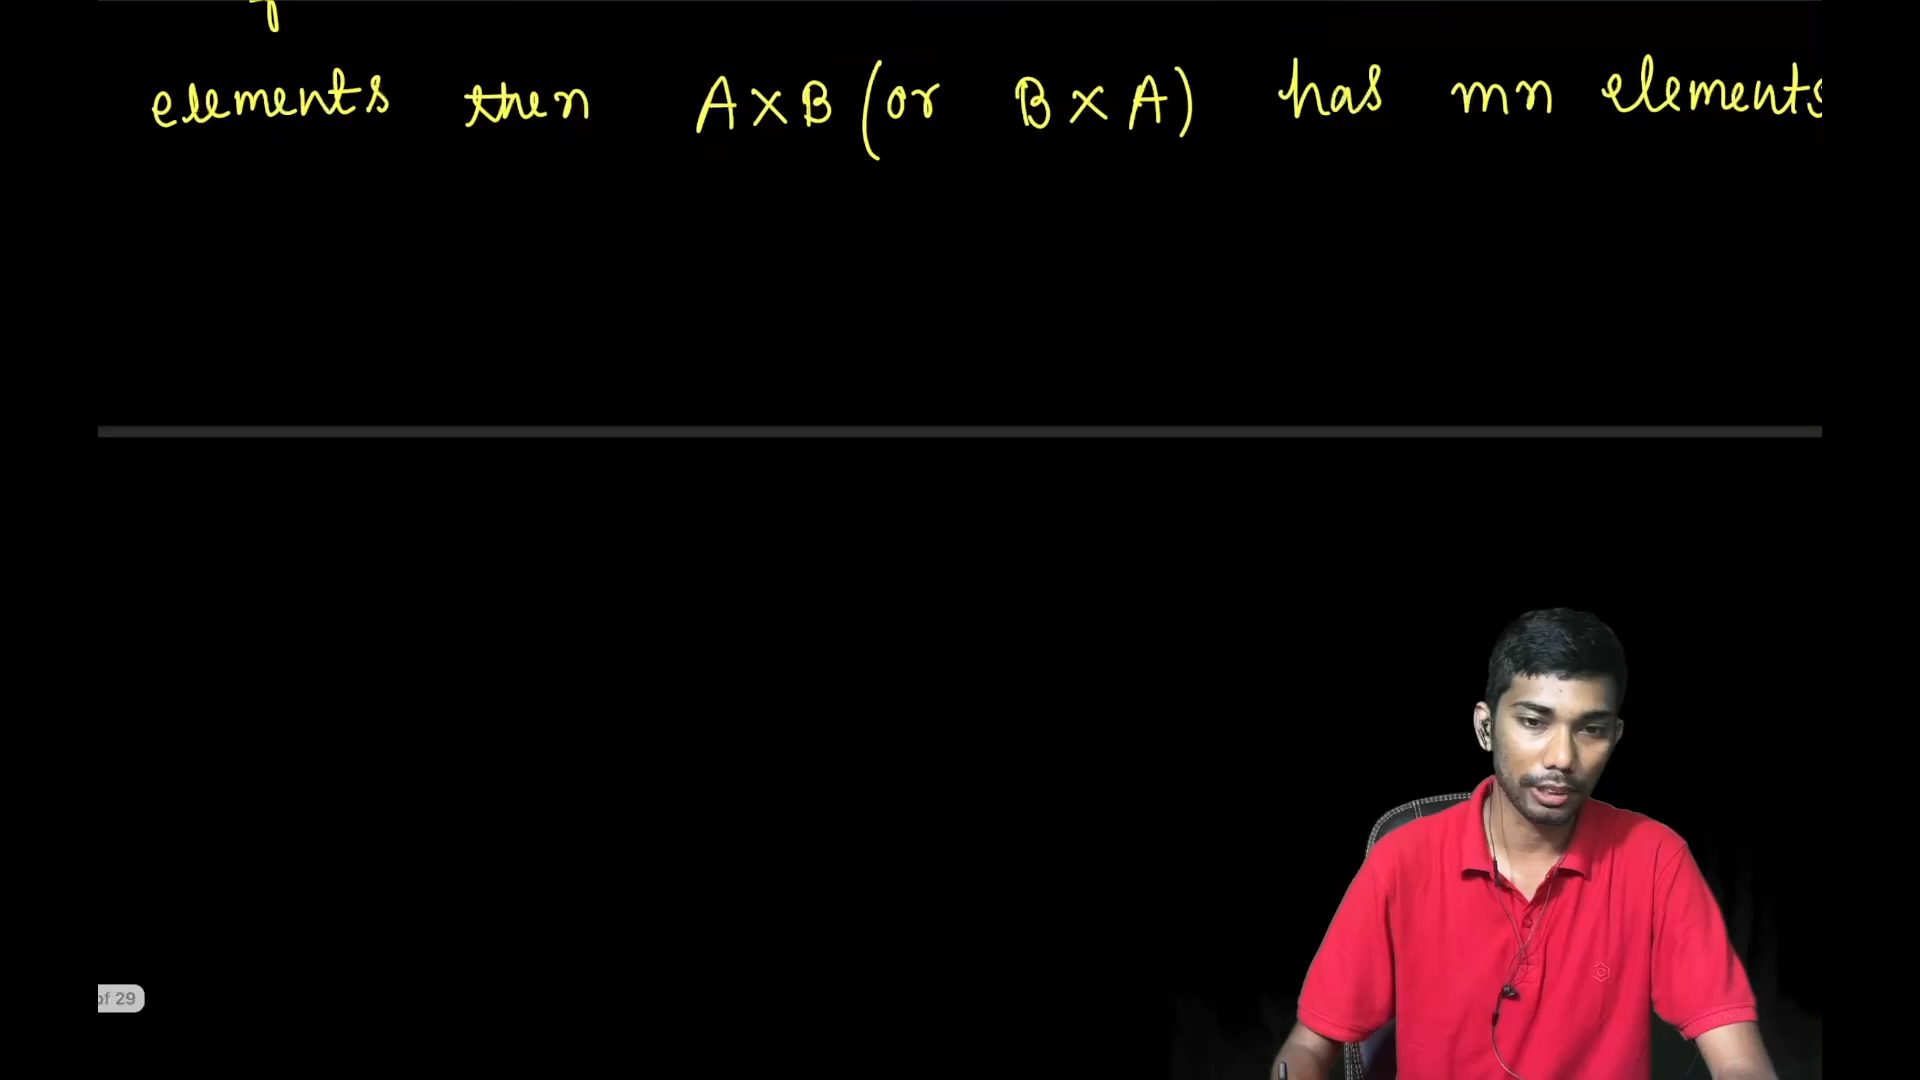 elements then A×B (or B×A) has mn elements
of 29